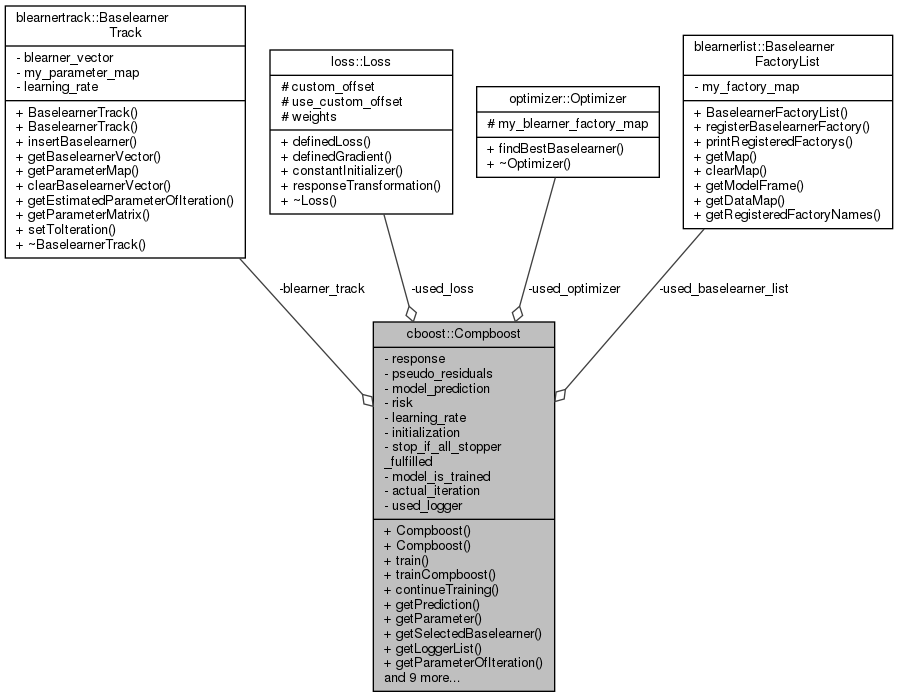 blearnertrack::Baselearner
Track
- blearner_vector
- my_parameter_map
- learning_rate
+ BaselearnerTrack()
+ BaselearnerTrack()
+ insertBaselearner()
+ getBaselearnerVector()
+ getParameterMap()
+ clearBaselearnerVector()
+ getEstimatedParameterOfIteration()
+ getParameterMatrix()
+ setToIteration()
+ ~BaselearnerTrack()
loss::Loss
# custom_offset
# use_custom_offset
# weights
+ definedLoss()
+ definedGradient()
+ constantInitializer()
+ responseTransformation()
+ ~Loss()
optimizer::Optimizer
# my_blearner_factory_map
+ findBestBaselearner()
+ ~Optimizer()
blearnerlist::Baselearner
FactoryList
- my_factory_map
+ BaselearnerFactoryList()
+ registerBaselearnerFactory()
+ printRegisteredFactorys()
+ getMap()
+ clearMap()
+ getModelFrame()
+ getDataMap()
+ getRegisteredFactoryNames()
-blearner_track
-used_loss
-used_optimizer
-used_baselearner_list
cboost::Compboost
- response
- pseudo_residuals
- model_prediction
- risk
- learning_rate
- initialization
- stop_if_all_stopper
_fulfilled
- model_is_trained
- actual_iteration
- used_logger
+ Compboost()
+ Compboost()
+ train()
+ trainCompboost()
+ continueTraining()
+ getPrediction()
+ getParameter()
+ getSelectedBaselearner()
+ getLoggerList()
+ getParameterOfIteration()
and 9 more...